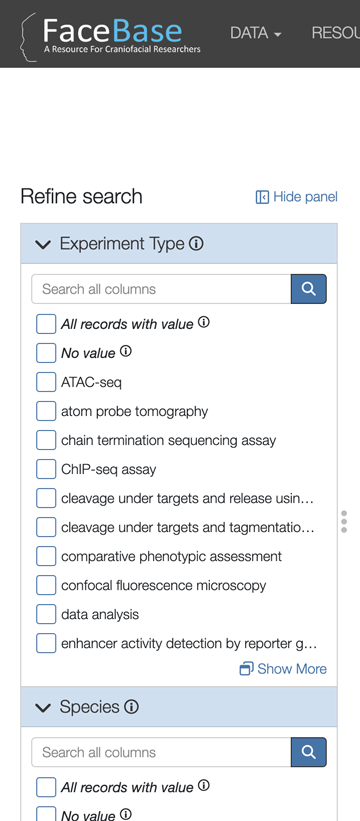 FaceBase
A Resource For Craniofacial Researchers
DATA
RESOU
Refine search
Hide panel
Experiment Type
Search all columns
All records with value
No value
ATAC-seq
atom probe tomography
chain termination sequencing assay
ChIP-seq assay
cleavage under targets and release usin…
cleavage under targets and tagmentatio…
comparative phenotypic assessment
confocal fluorescence microscopy
data analysis
enhancer activity detection by reporter g…
Show More
Species
Search all columns
All records with value
No value